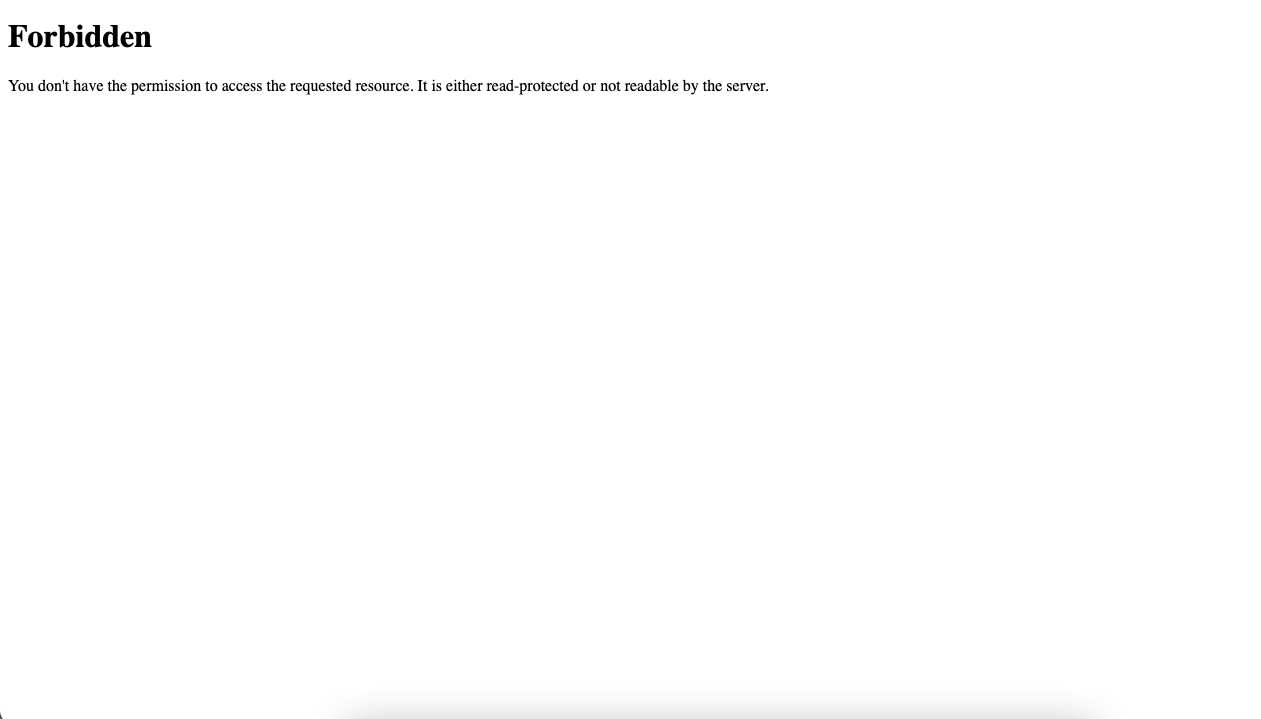 Forbidden
You don't have the permission to access the requested resource. It is either read-protected or not readable by the server.